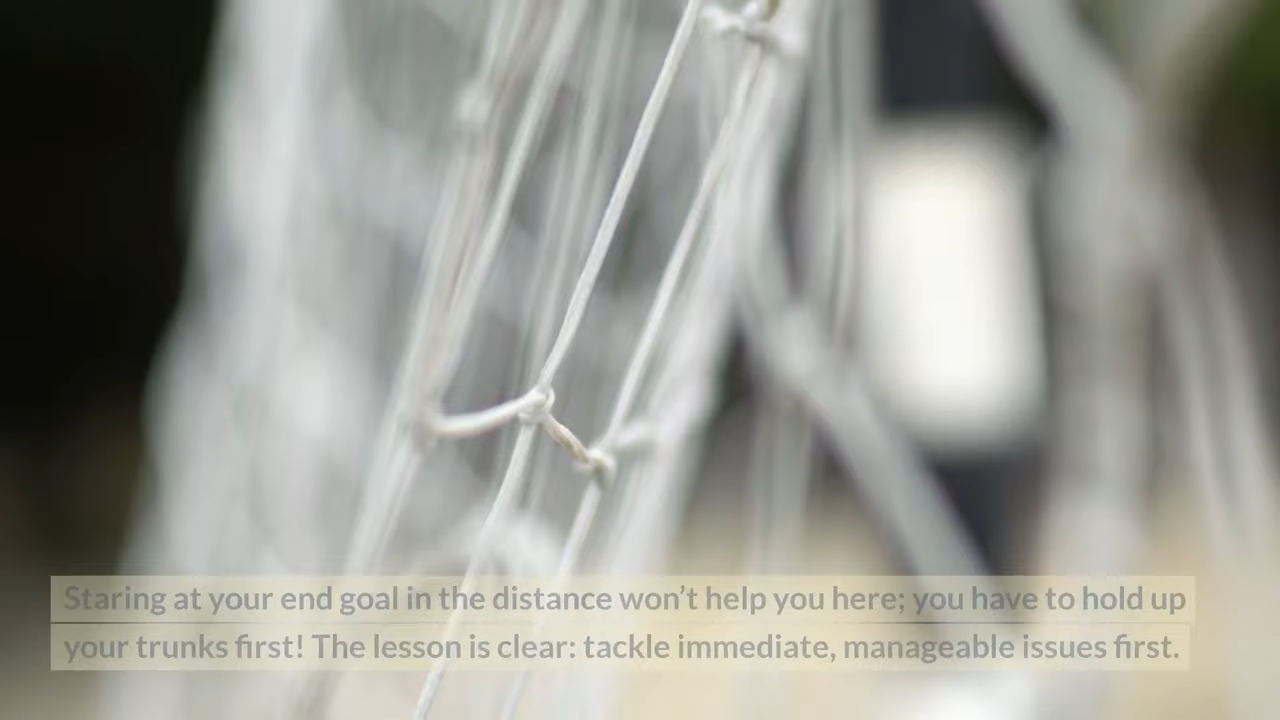 Staring at your end goal in the distance won’t help you here; you have to hold up
your trunks first! The lesson is clear: tackle immediate, manageable issues first.